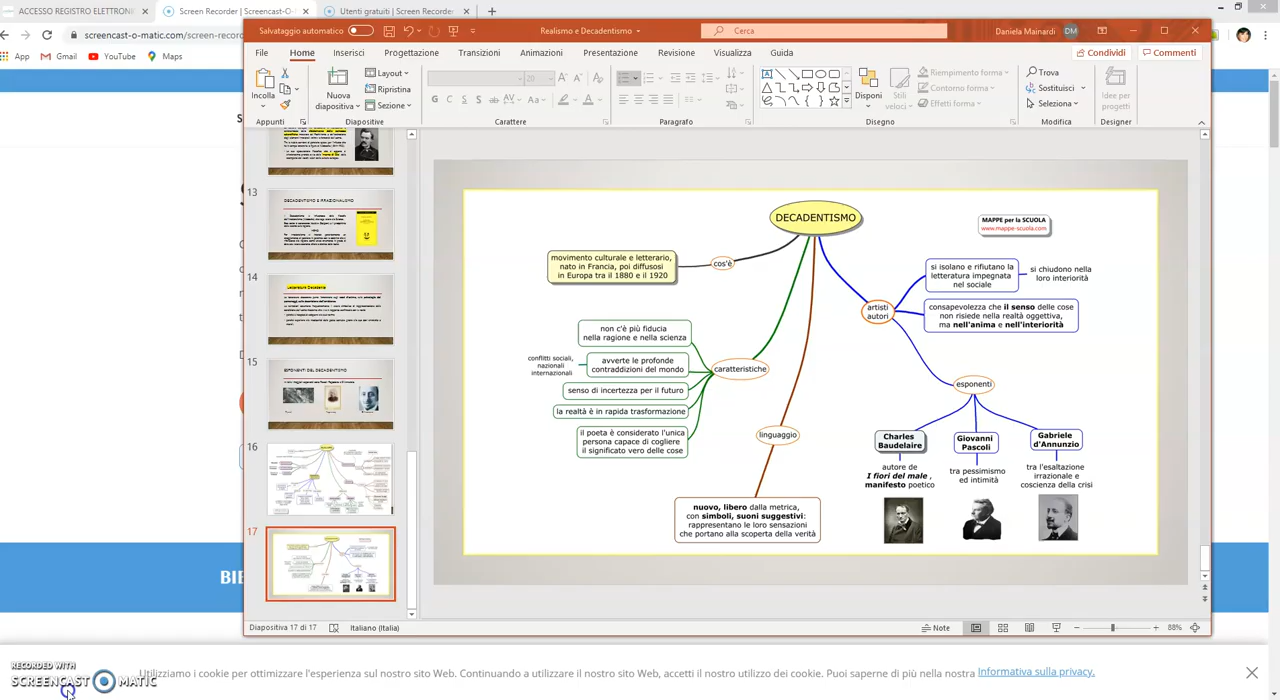 ACCESSO REGISTRO ELETTRONI
Screen Recorder | Screencast-O
Utenti gratuiti | Screen Recorder
screencast-o-matic.com/screen-recor
App
Gmail
YouTube
Maps
Salvataggio automatico
Realismo e Decadentismo
Cerca
Daniela Mainardi
DM
File
Home
Inserisci
Progettazione
Transizioni
Animazioni
Presentazione
Revisione
Visualizza
Guida
Condividi
Commenti
Incolla
Nuova
diapositiva
Layout
Ripristina
Sezione
20
G C S S ab AV Aa A
Disponi
Stili
veloci
Riempimento forma
Contorno forma
Effetti forma
Trova
Sostituisci
Seleziona
Idee per
progetti
Appunti
Diapositive
Carattere
Paragrafo
Disegno
Modifica
Designer
13
DECADENTISMO E IRRAZIONALISMO
14
Letteratura Decadente
15
ESPONENTI DEL DECADENTISMO
16
17
DECADENTISMO
MAPPE per la SCUOLA
www.mappe-scuola.com
cos'è
movimento culturale e letterario,
nato in Francia, poi diffusosi
in Europa tra il 1880 e il 1920
artisti
autori
si isolano e rifiutano la
letteratura impegnata
nel sociale
si chiudono nella
loro interiorità
consapevolezza che il senso delle cose
non risiede nella realtà oggettiva,
ma nell'anima e nell'interiorità
caratteristiche
non c'è più fiducia
nella ragione e nella scienza
conflitti sociali,
nazionali
internazionali
avverte le profonde
contraddizioni del mondo
senso di incertezza per il futuro
la realtà è in rapida trasformazione
il poeta è considerato l'unica
persona capace di cogliere
il significato vero delle cose
linguaggio
nuovo, libero dalla metrica,
con simboli, suoni suggestivi:
rappresentano le loro sensazioni
che portano alla scoperta della verità
esponenti
Charles
Baudelaire
autore de
I fiori del male ,
manifesto poetico
Giovanni
Pascoli
tra pessimismo
ed intimità
Gabriele
d'Annunzio
tra l'esaltazione
irrazionale e
coscienza della crisi
BIE
Diapositiva 17 di 17
Italiano (Italia)
Note
88%
RECORDED WITH
SCREENCAST MATIC
Utilizziamo i cookie per ottimizzare l'esperienza sul nostro sito Web. Continuando a utilizzare il nostro sito Web, accetti il nostro utilizzo dei cookie. Puoi saperne di più nella nostra Informativa sulla privacy.